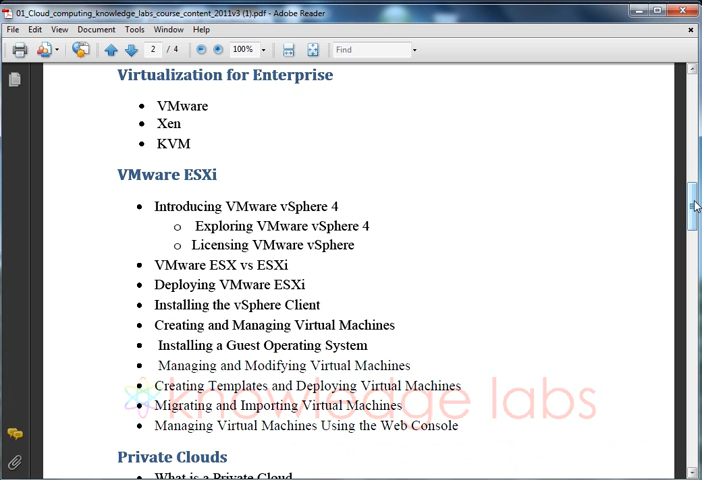 01_Cloud_computing_knowledge_labs_course_content_2011v3 (1).pdf - Adobe Reader
File Edit View Document Tools Window Help
2 / 4 100% Find
Virtualization for Enterprise
• VMware
• Xen
• KVM
VMware ESXi
• Introducing VMware vSphere 4
o Exploring VMware vSphere 4
o Licensing VMware vSphere
• VMware ESX vs ESXi
• Deploying VMware ESXi
• Installing the vSphere Client
• Creating and Managing Virtual Machines
• Installing a Guest Operating System
• Managing and Modifying Virtual Machines
• Creating Templates and Deploying Virtual Machines
knowledge labs
• Migrating and Importing Virtual Machines
• Managing Virtual Machines Using the Web Console
Private Clouds
• What is a Private Cloud